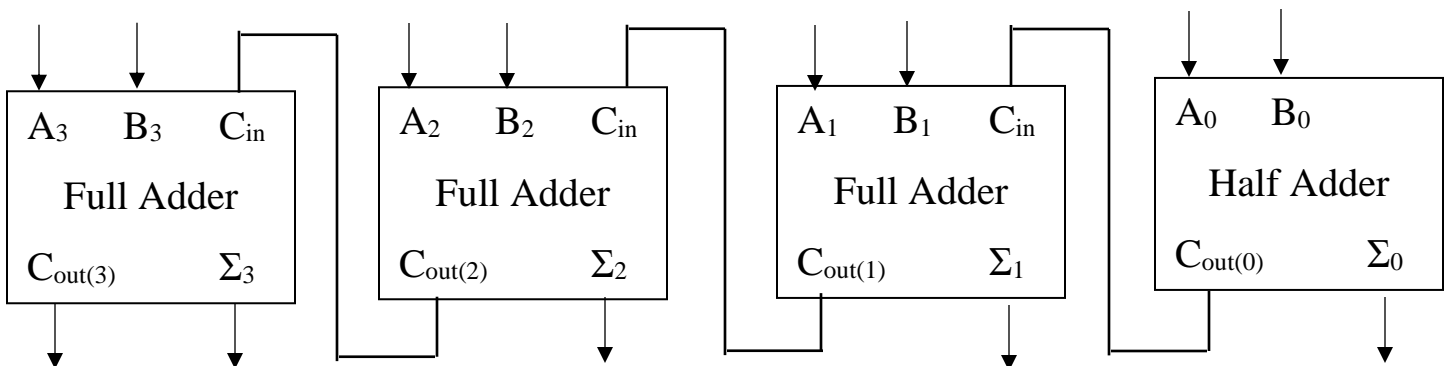 A₃ B₃ Cᵢₙ
Full Adder
Cout(3) Σ₃
A₂ B₂ Cᵢₙ
Full Adder
Cout(2) Σ₂
A₁ B₁ Cᵢₙ
Full Adder
Cout(1) Σ₁
A₀ B₀
Half Adder
Cout(0) Σ₀